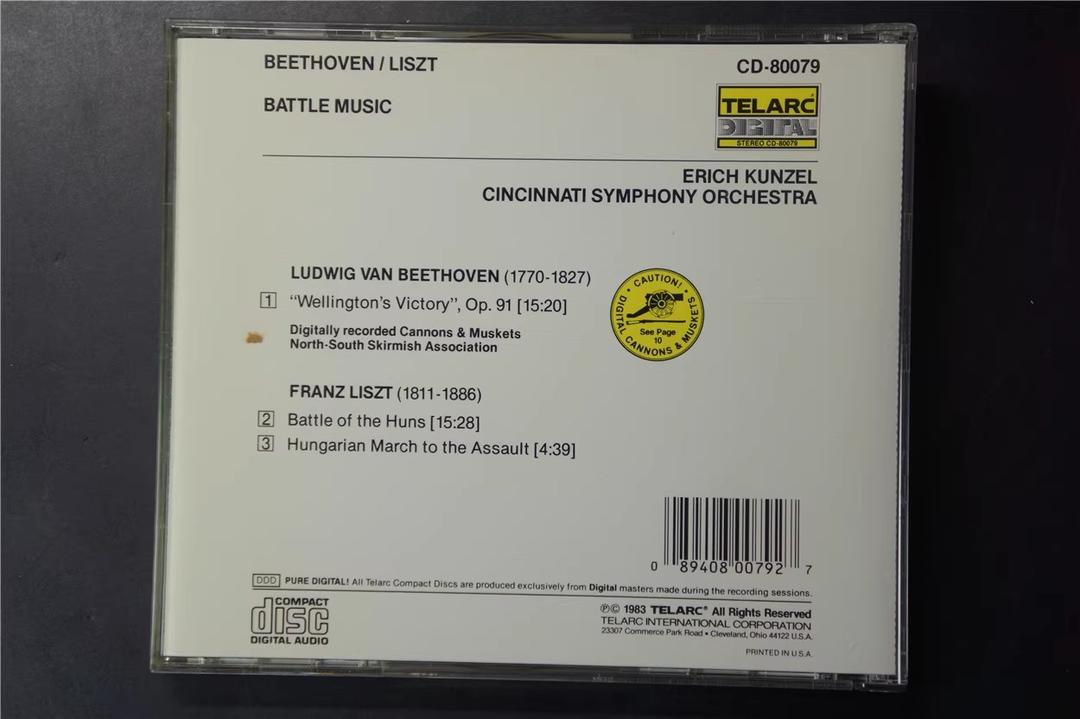 BEETHOVEN / LISZT
CD-80079
BATTLE MUSIC
TELARC®
DIGITAL
STEREO CD-80079
ERICH KUNZEL
CINCINNATI SYMPHONY ORCHESTRA
LUDWIG VAN BEETHOVEN (1770-1827)
1 “Wellington's Victory”, Op. 91 [15:20]
Digitally recorded Cannons & Muskets
North-South Skirmish Association
• CAUTION! •
DIGITAL CANNONS & MUSKETS
See Page
10
FRANZ LISZT (1811-1886)
2 Battle of the Huns [15:28]
3 Hungarian March to the Assault [4:39]
0 89408 00792 7
DDD PURE DIGITAL! All Telarc Compact Discs are produced exclusively from Digital masters made during the recording sessions.
COMPACT
disc
DIGITAL AUDIO
℗© 1983 TELARC® All Rights Reserved
TELARC INTERNATIONAL CORPORATION
23307 Commerce Park Road • Cleveland, Ohio 44122 U.S.A.
PRINTED IN U.S.A.